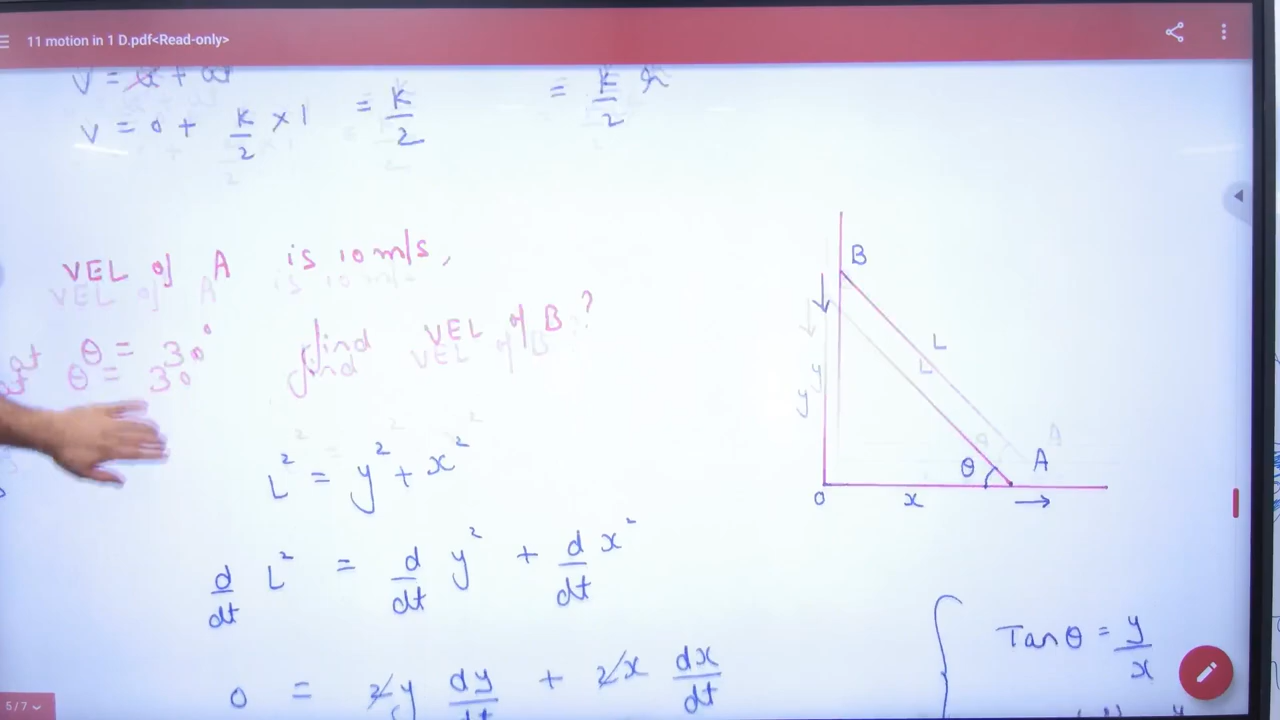 11 motion in 1 D.pdf<Read-only>
V = u + at
V = 0 + K/2 × 1 = K/2
= K/2
VEL of A is 10 m/s,
at θ = 30° find VEL of B?
B
L
y
θ
A
O
x
L² = y² + x²
d/dt L² = d/dt y² + d/dt x²
0 = 2y dy/dt + 2x dx/dt
Tan θ = y/x
5/7